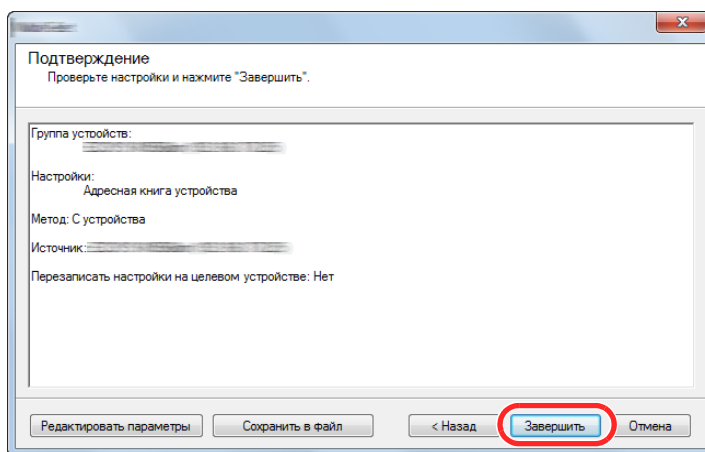 Подтверждение
Проверьте настройки и нажмите "Завершить".
Группа устройств:
Настройки:
Адресная книга устройства
Метод: С устройства
Источник:
Перезаписать настройки на целевом устройстве: Нет
Редактировать параметры Сохранить в файл < Назад Завершить Отмена